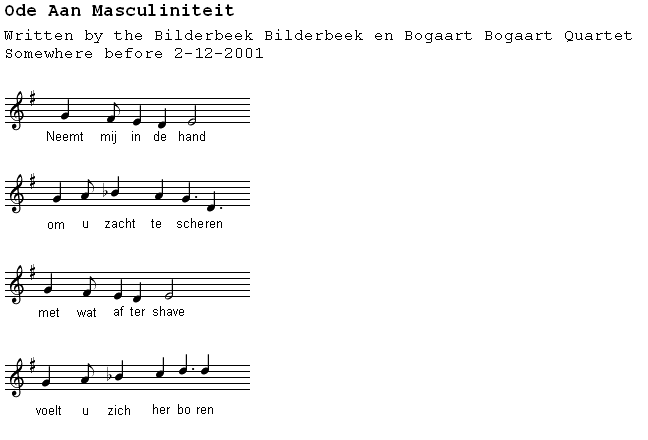 Ode Aan Masculiniteit
Written by the Bilderbeek Bilderbeek en Bogaart Bogaart Quartet
Somewhere before 2-12-2001
Neemt mij in de hand
om u zacht te scheren
met wat af ter shave
voelt u zich her bo ren